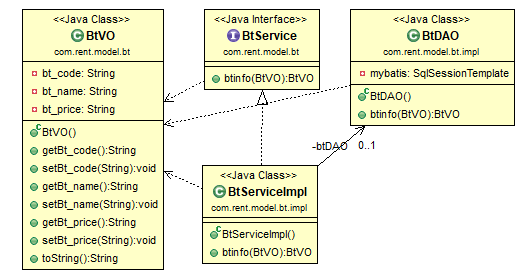 <<Java Class>>
BtVO
com.rent.model.bt
bt_code: String
bt_name: String
bt_price: String
BtVO()
getBt_code():String
setBt_code(String):void
getBt_name():String
setBt_name(String):void
getBt_price():String
setBt_price(String):void
toString():String
<<Java Interface>>
BtService
com.rent.model.bt
btinfo(BtVO):BtVO
<<Java Class>>
BtDAO
com.rent.model.bt.impl
mybatis: SqlSessionTemplate
BtDAO()
btinfo(BtVO):BtVO
-btDAO 0..1
<<Java Class>>
BtServiceImpl
com.rent.model.bt.impl
BtServiceImpl()
btinfo(BtVO):BtVO